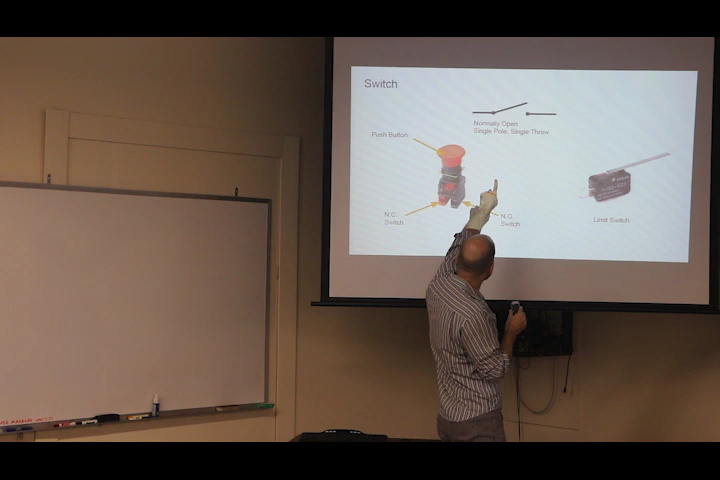 Switch
Normally Open
Single Pole, Single Throw
Push Button
N.C.
Switch
N.O.
Switch
Limit Switch